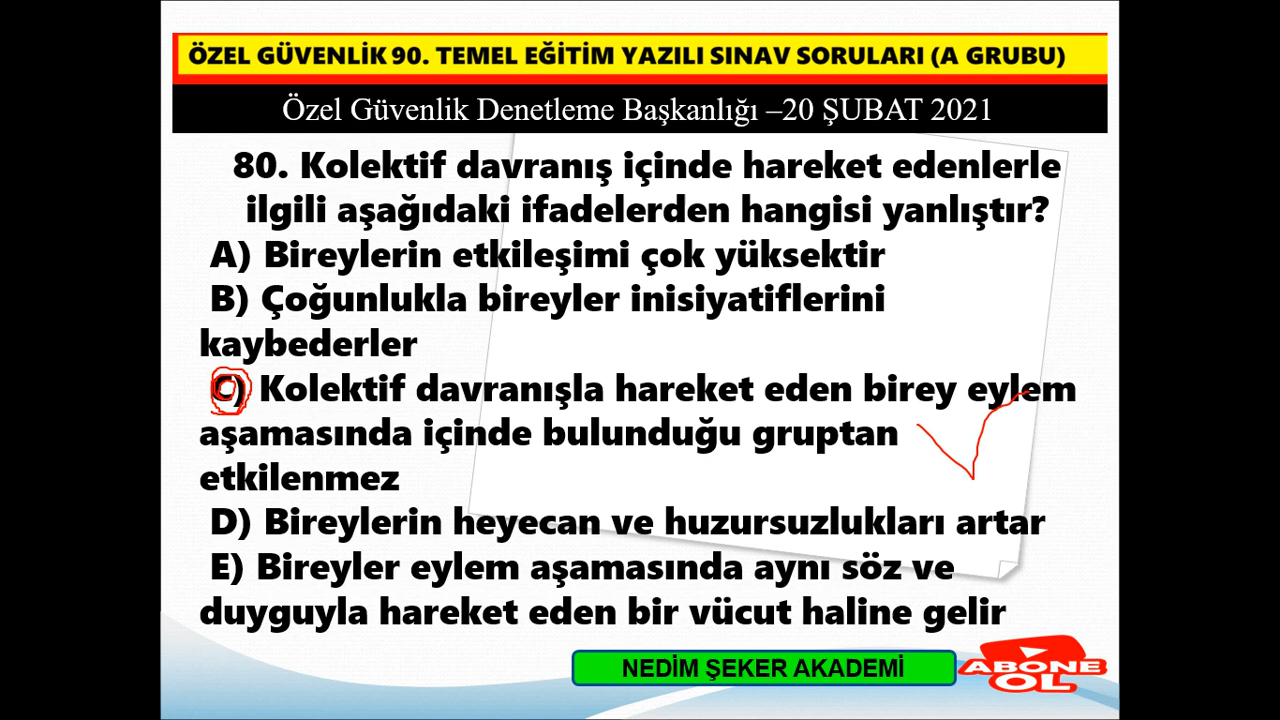 ÖZEL GÜVENLİK 90. TEMEL EĞİTİM YAZILI SINAV SORULARI (A GRUBU)
Özel Güvenlik Denetleme Başkanlığı –20 ŞUBAT 2021
80. Kolektif davranış içinde hareket edenlerle
ilgili aşağıdaki ifadelerden hangisi yanlıştır?
A) Bireylerin etkileşimi çok yüksektir
B) Çoğunlukla bireyler inisiyatiflerini
kaybederler
C) Kolektif davranışla hareket eden birey eylem
aşamasında içinde bulunduğu gruptan
etkilenmez
D) Bireylerin heyecan ve huzursuzlukları artar
E) Bireyler eylem aşamasında aynı söz ve
duyguyla hareket eden bir vücut haline gelir
NEDİM ŞEKER AKADEMİ
ABONE
OL